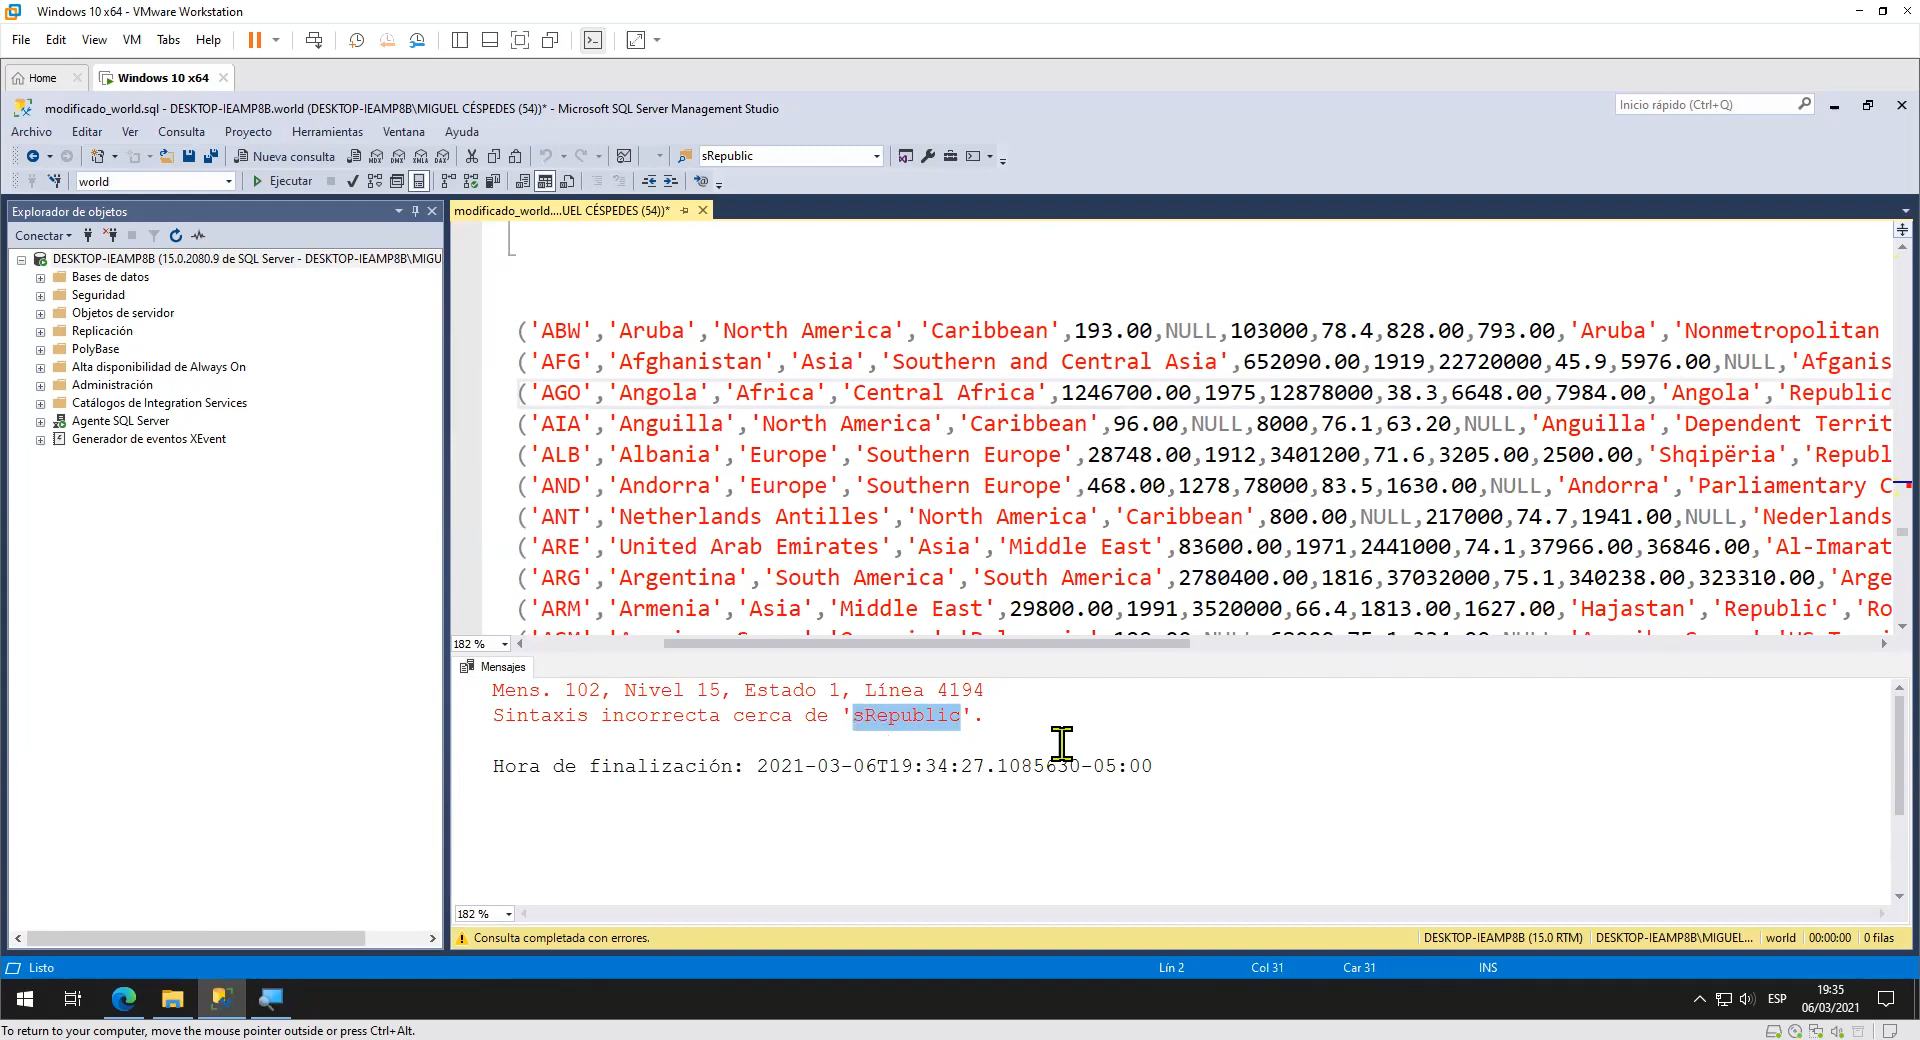 Windows 10 x64 - VMware Workstation
File Edit View VM Tabs Help
Home Windows 10 x64
modificado_world.sql - DESKTOP-IEAMP8B.world (DESKTOP-IEAMP8B\MIGUEL CÉSPEDES (54))* - Microsoft SQL Server Management Studio
Inicio rápido (Ctrl+Q)
Archivo Editar Ver Consulta Proyecto Herramientas Ventana Ayuda
Nueva consulta MDX DMX XMLA DAX sRepublic
world Ejecutar
Explorador de objetos
Conectar
DESKTOP-IEAMP8B (15.0.2080.9 de SQL Server - DESKTOP-IEAMP8B\MIGU
Bases de datos
Seguridad
Objetos de servidor
Replicación
PolyBase
Alta disponibilidad de Always On
Administración
Catálogos de Integration Services
Agente SQL Server
Generador de eventos XEvent
modificado_world....UEL CÉSPEDES (54))*
('ABW','Aruba','North America','Caribbean',193.00,NULL,103000,78.4,828.00,793.00,'Aruba','Nonmetropolitan
('AFG','Afghanistan','Asia','Southern and Central Asia',652090.00,1919,22720000,45.9,5976.00,NULL,'Afganis
('AGO','Angola','Africa','Central Africa',1246700.00,1975,12878000,38.3,6648.00,7984.00,'Angola','Republic
('AIA','Anguilla','North America','Caribbean',96.00,NULL,8000,76.1,63.20,NULL,'Anguilla','Dependent Territ
('ALB','Albania','Europe','Southern Europe',28748.00,1912,3401200,71.6,3205.00,2500.00,'Shqipëria','Republ
('AND','Andorra','Europe','Southern Europe',468.00,1278,78000,83.5,1630.00,NULL,'Andorra','Parliamentary C
('ANT','Netherlands Antilles','North America','Caribbean',800.00,NULL,217000,74.7,1941.00,NULL,'Nederlands
('ARE','United Arab Emirates','Asia','Middle East',83600.00,1971,2441000,74.1,37966.00,36846.00,'Al-Imarat
('ARG','Argentina','South America','South America',2780400.00,1816,37032000,75.1,340238.00,323310.00,'Arge
('ARM','Armenia','Asia','Middle East',29800.00,1991,3520000,66.4,1813.00,1627.00,'Hajastan','Republic','Ro
182 %
Mensajes
Mens. 102, Nivel 15, Estado 1, Línea 4194
Sintaxis incorrecta cerca de 'sRepublic'.
Hora de finalización: 2021-03-06T19:34:27.1085630-05:00
182 %
Consulta completada con errores. DESKTOP-IEAMP8B (15.0 RTM) DESKTOP-IEAMP8B\MIGUEL... world 00:00:00 0 filas
Listo Lín 2 Col 31 Car 31 INS
ESP 19:35
06/03/2021
To return to your computer, move the mouse pointer outside or press Ctrl+Alt.